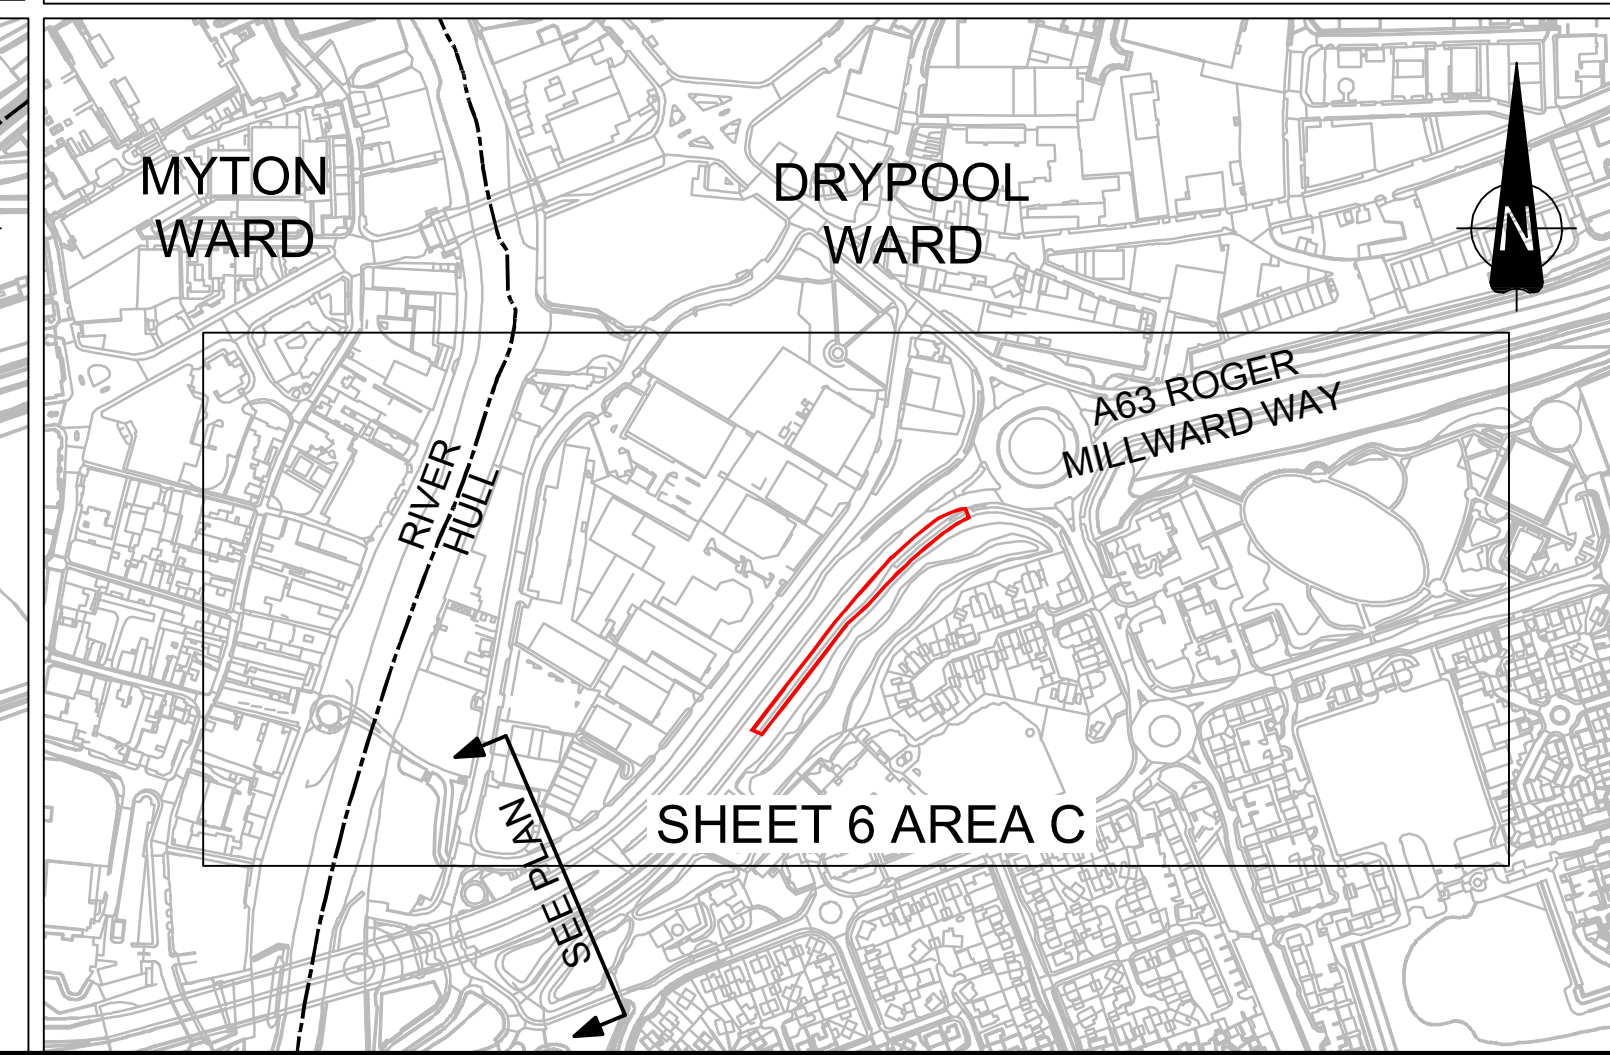 MYTON
WARD
DRYPOOL
WARD
N
A63 ROGER
MILLWARD WAY
RIVER
HULL
SEE PLAN
SHEET 6 AREA C